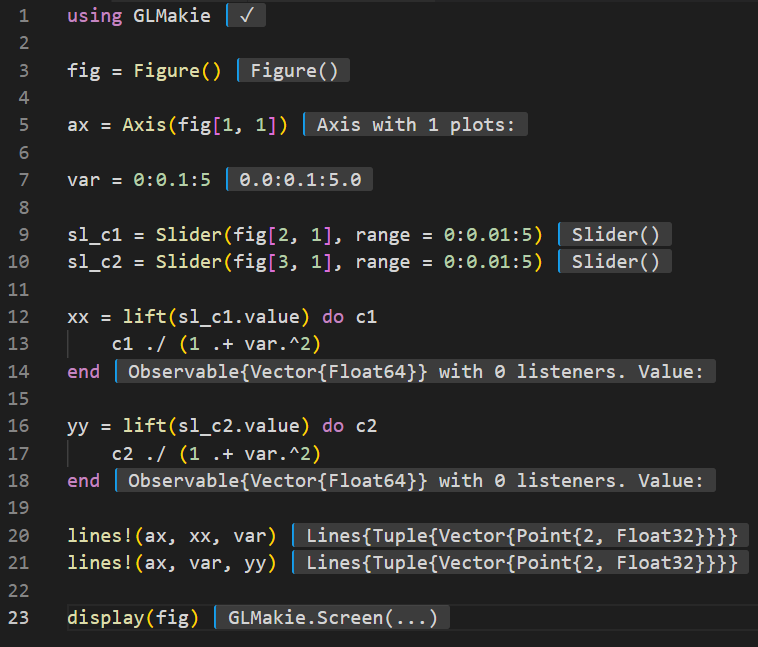 1 using GLMakie ✓
2
3 fig = Figure() Figure()
4
5 ax = Axis(fig[1, 1]) Axis with 1 plots:
6
7 var = 0:0.1:5 0.0:0.1:5.0
8
9 sl_c1 = Slider(fig[2, 1], range = 0:0.01:5) Slider()
10 sl_c2 = Slider(fig[3, 1], range = 0:0.01:5) Slider()
11
12 xx = lift(sl_c1.value) do c1
13     c1 ./ (1 .+ var.^2)
14 end Observable{Vector{Float64}} with 0 listeners. Value:
15
16 yy = lift(sl_c2.value) do c2
17     c2 ./ (1 .+ var.^2)
18 end Observable{Vector{Float64}} with 0 listeners. Value:
19
20 lines!(ax, xx, var) Lines{Tuple{Vector{Point{2, Float32}}}}
21 lines!(ax, var, yy) Lines{Tuple{Vector{Point{2, Float32}}}}
22
23 display(fig) GLMakie.Screen(...)